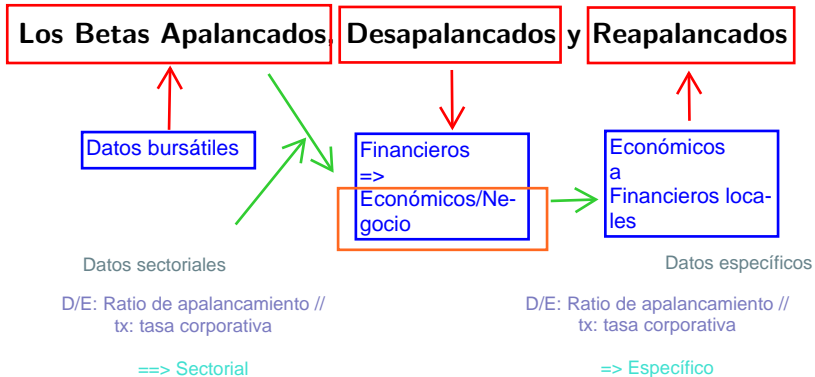 Los Betas Apalancados, Desapalancados y Reapalancados
Datos bursátiles
Financieros
=>
Económicos/Ne-
gocio
Económicos
a
Financieros loca-
les
Datos sectoriales
D/E: Ratio de apalancamiento //
tx: tasa corporativa
==> Sectorial
Datos específicos
D/E: Ratio de apalancamiento //
tx: tasa corporativa
=> Específico